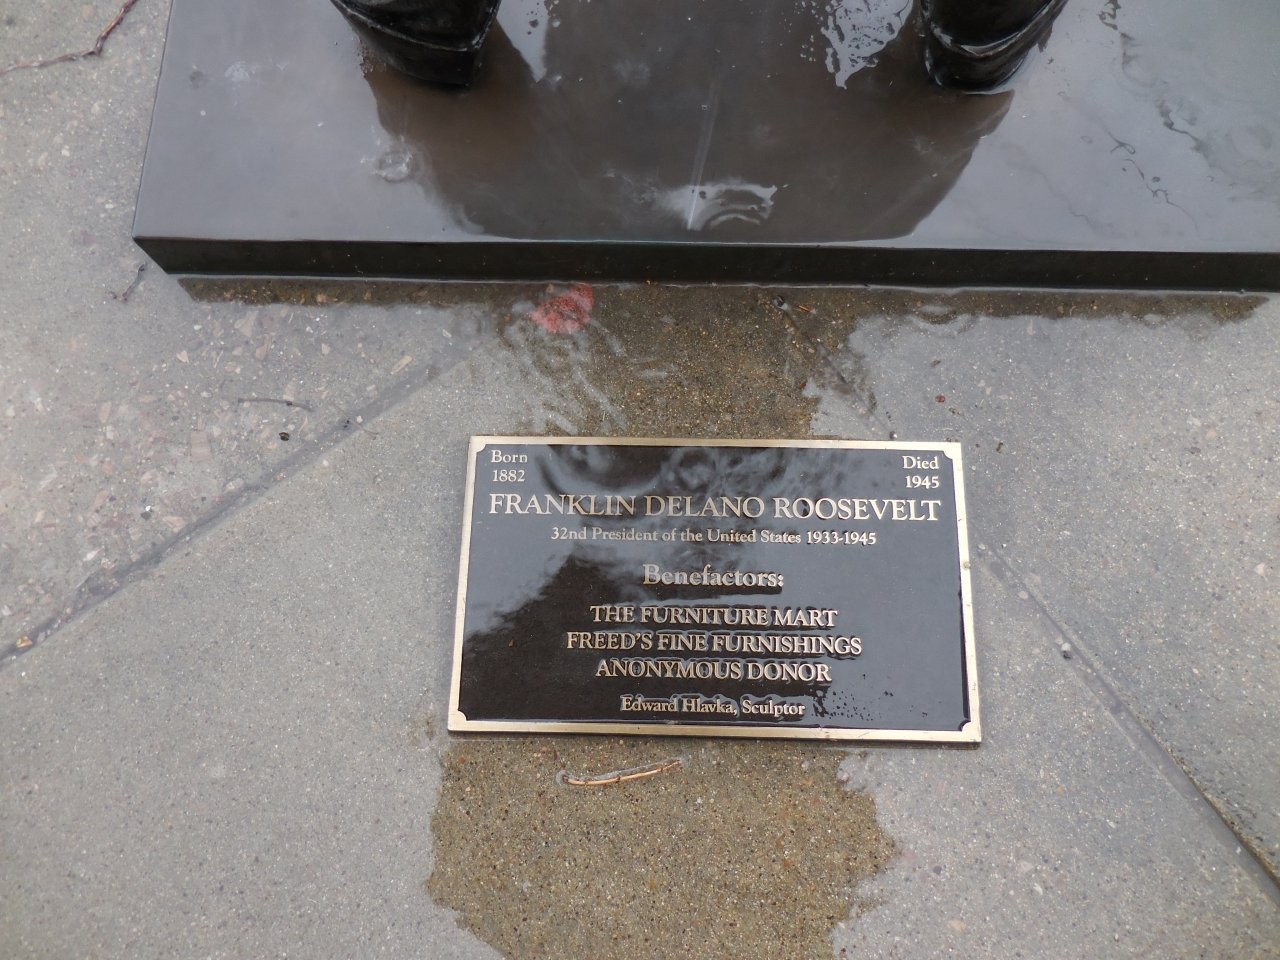 Born Died
1882 1945
FRANKLIN DELANO ROOSEVELT
32nd President of the United States 1933-1945
Benefactors:
THE FURNITURE MART
FREED'S FINE FURNISHINGS
ANONYMOUS DONOR
Edward Hlavka, Sculptor